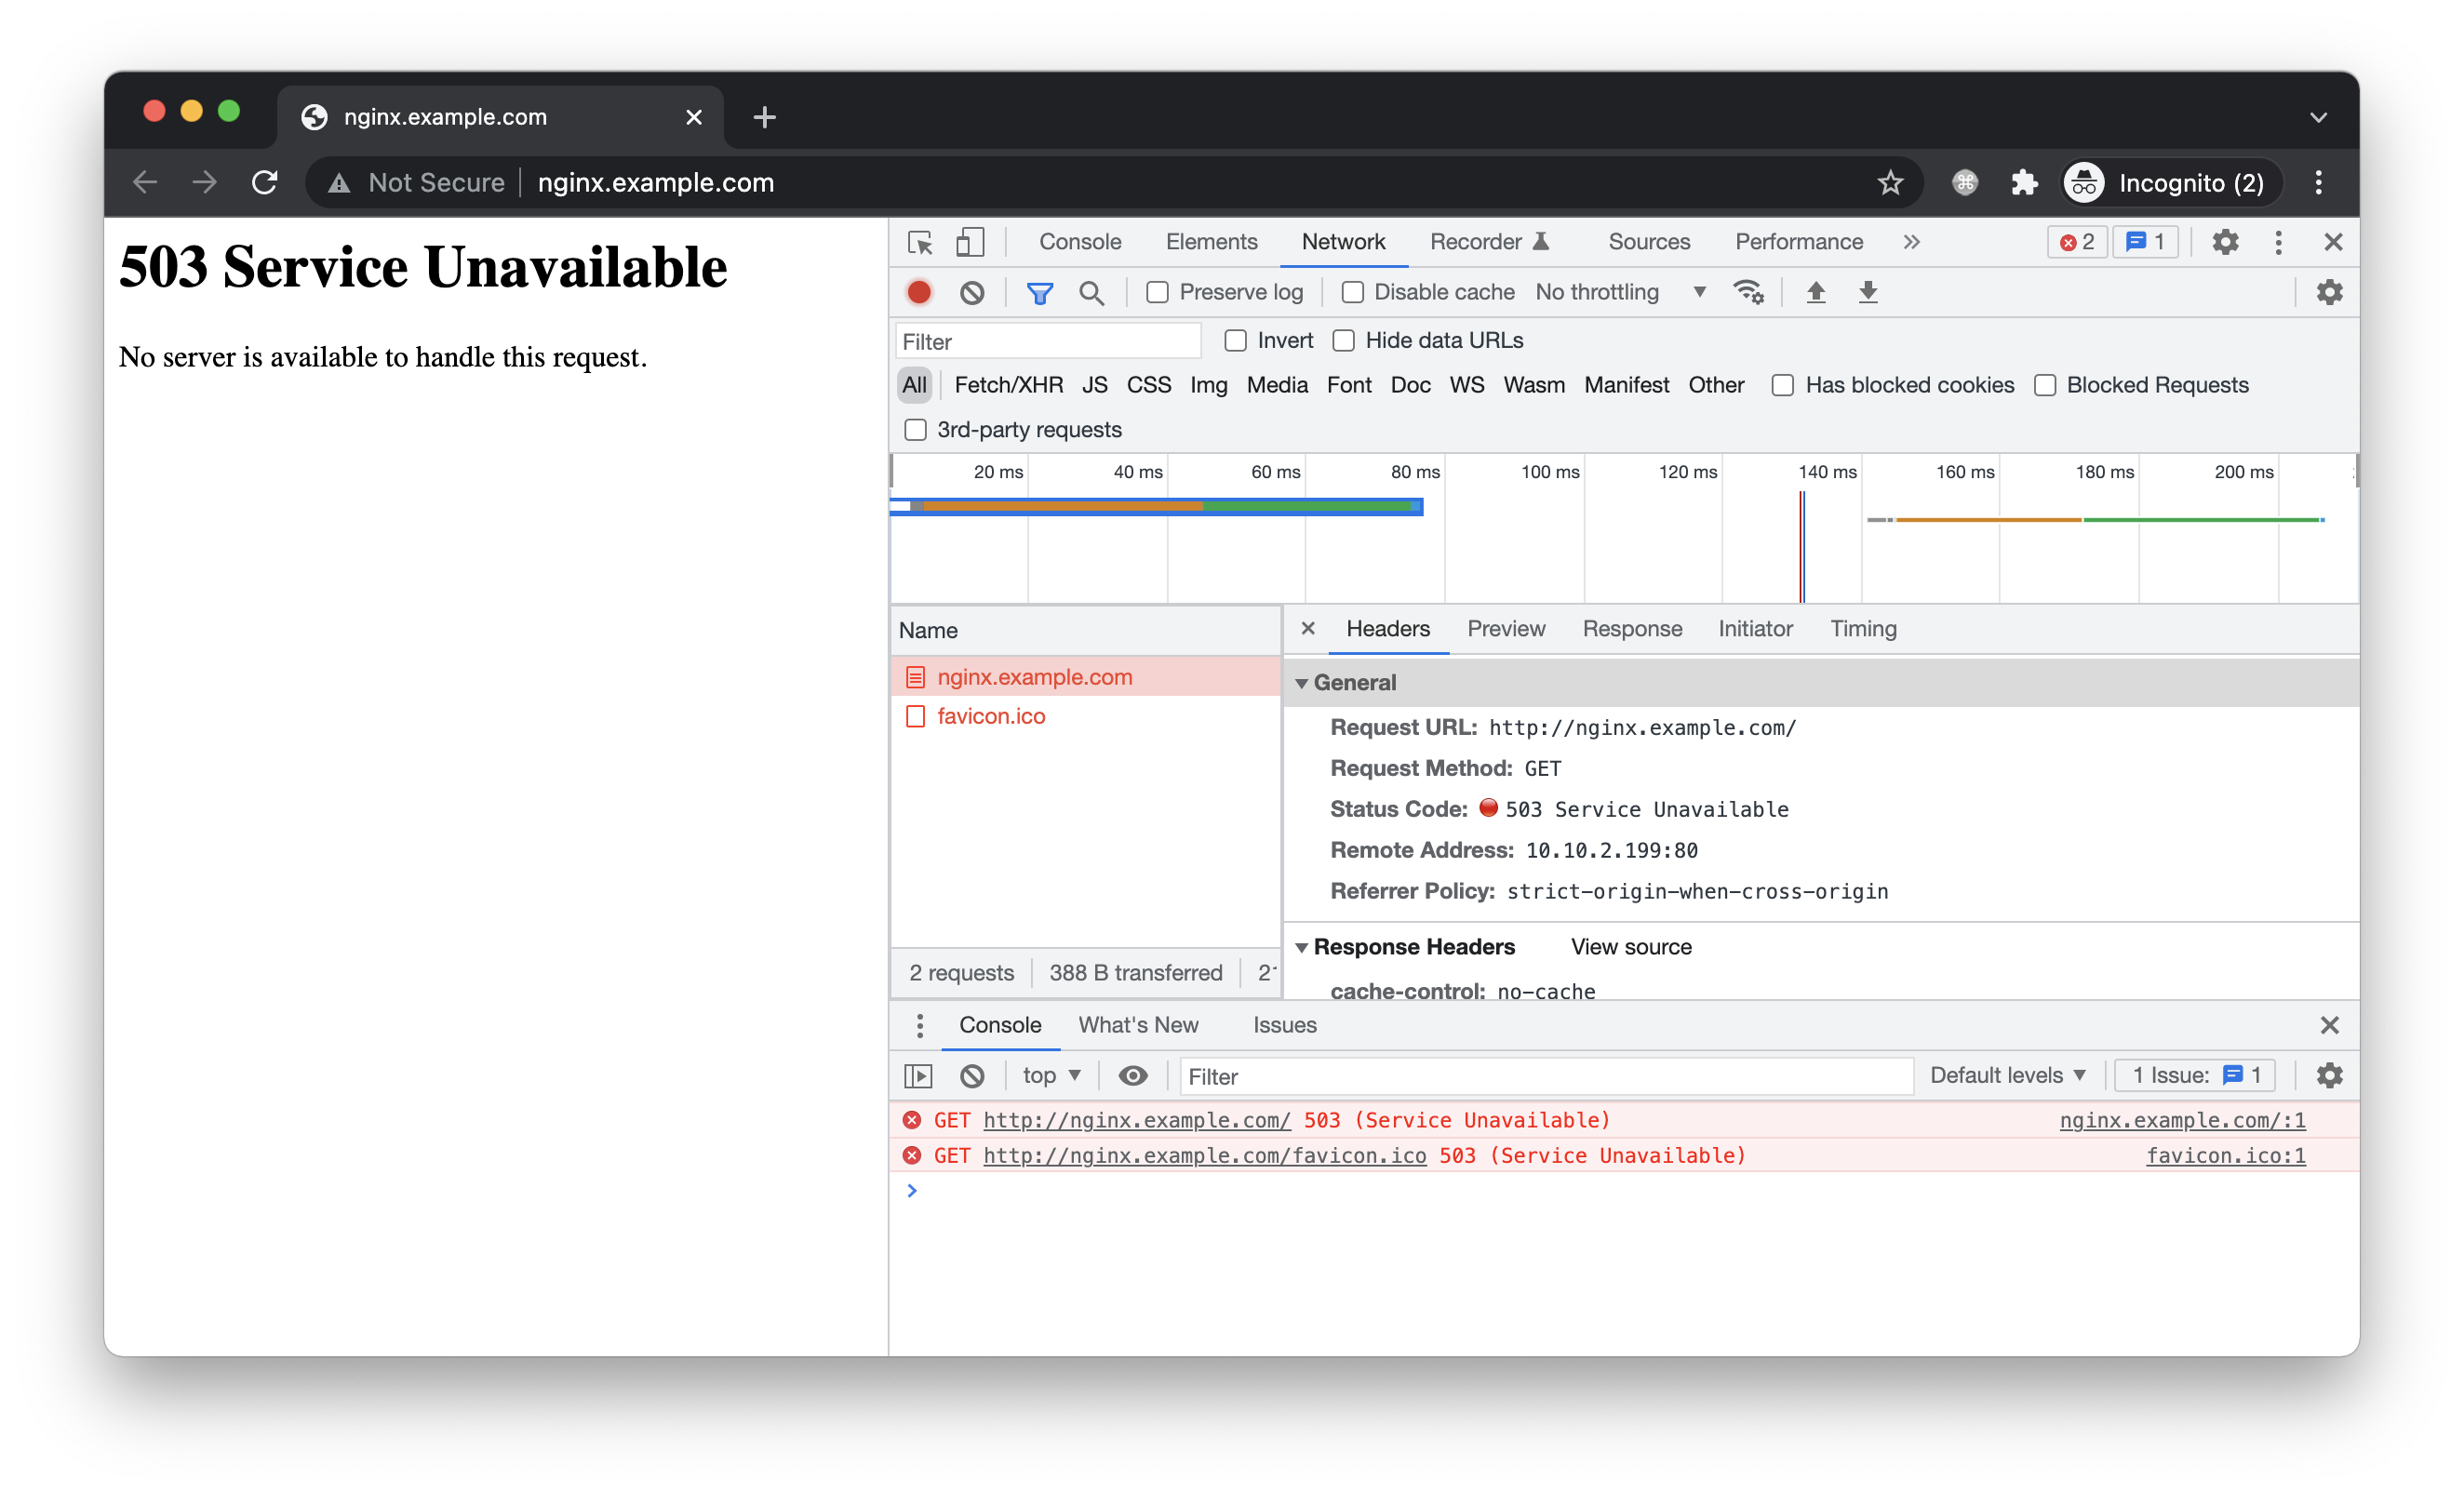 nginx.example.com
Not Secure nginx.example.com Incognito (2)
503 Service Unavailable
No server is available to handle this request.
Console Elements Network Recorder Sources Performance 2 1
Preserve log Disable cache No throttling
Filter Invert Hide data URLs
All Fetch/XHR JS CSS Img Media Font Doc WS Wasm Manifest Other Has blocked cookies Blocked Requests
3rd-party requests
20 ms 40 ms 60 ms 80 ms 100 ms 120 ms 140 ms 160 ms 180 ms 200 ms
Name
nginx.example.com
favicon.ico
2 requests 388 B transferred
Headers Preview Response Initiator Timing
General
Request URL: http://nginx.example.com/
Request Method: GET
Status Code: 503 Service Unavailable
Remote Address: 10.10.2.199:80
Referrer Policy: strict-origin-when-cross-origin
Response Headers View source
cache-control: no-cache
Console What's New Issues
top Filter Default levels 1 Issue: 1
GET http://nginx.example.com/ 503 (Service Unavailable) nginx.example.com/:1
GET http://nginx.example.com/favicon.ico 503 (Service Unavailable) favicon.ico:1